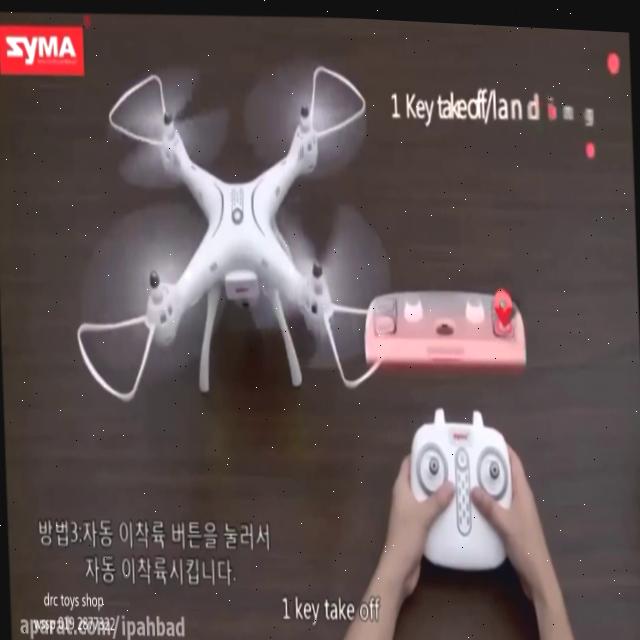 SYMA
1 Key takeoff/landing
방법3:자동 이착륙 버튼을 눌러서
자동 이착륙시킵니다.
drc toys shop
1 key take off
aparat.com/ipahbad